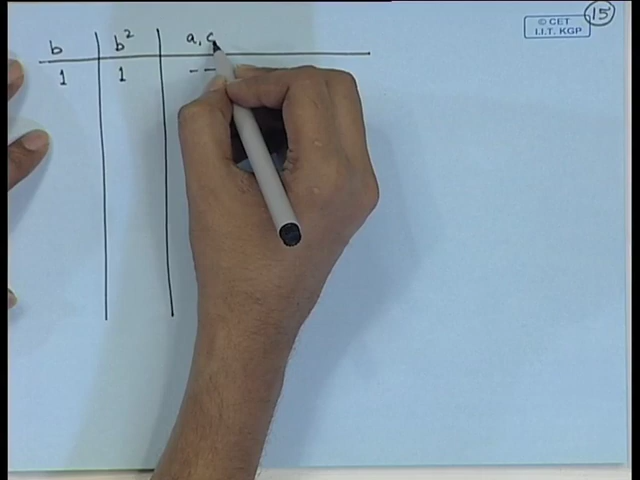 b b² a, c
1 1 --
© CET
I.I.T. KGP
15